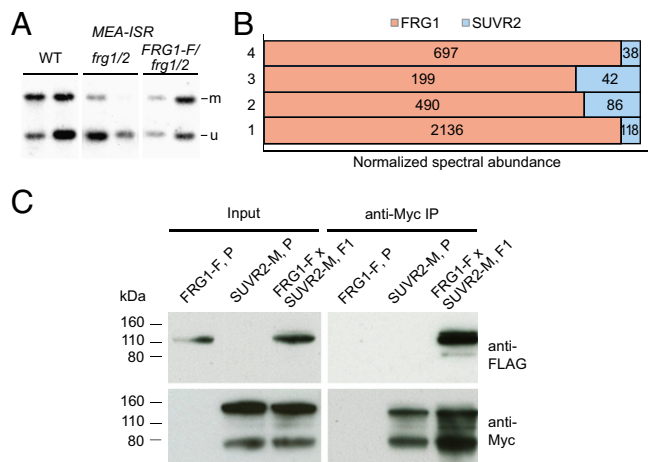 A
MEA-ISR
WT frg1/2 FRG1-F/ frg1/2
m
u
B
FRG1 SUVR2
4 697 38
3 199 42
2 490 86
1 2136 118
Normalized spectral abundance
C
Input anti-Myc IP
FRG1-F, P
SUVR2-M, P
FRG1-F x SUVR2-M, F1
FRG1-F, P
SUVR2-M, P
FRG1-F x SUVR2-M, F1
kDa
160
110
80
anti-
FLAG
160
110
80
anti-
Myc